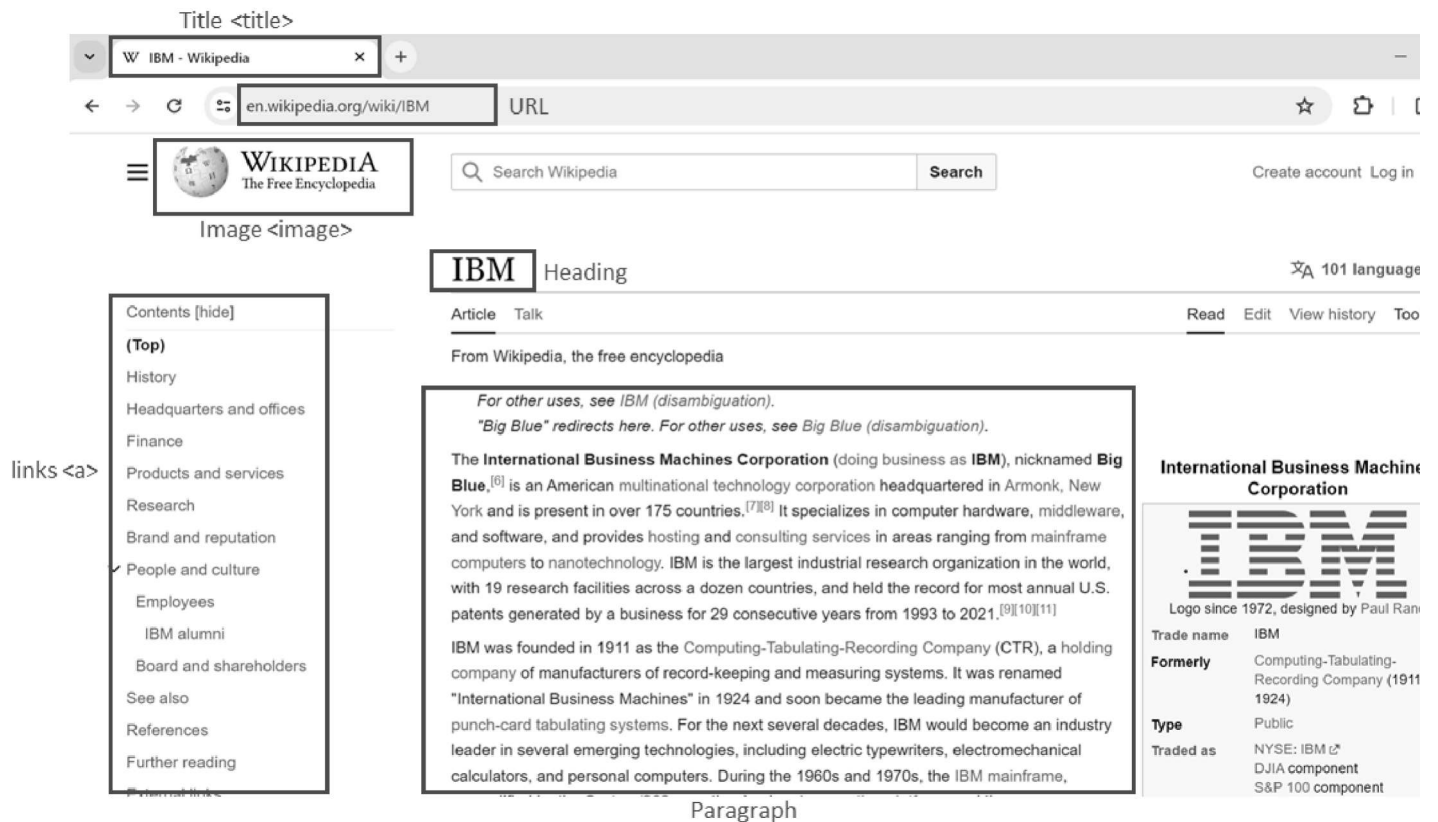 Title <title>
W IBM - Wikipedia × +
en.wikipedia.org/wiki/IBM URL
WIKIPEDIA
The Free Encyclopedia
Search Wikipedia Search
Create account Log in
Image <image>
IBM Heading
101 language
Article Talk
Read Edit View history Too
From Wikipedia, the free encyclopedia
links <a>
Contents [hide]
(Top)
History
Headquarters and offices
Finance
Products and services
Research
Brand and reputation
People and culture
Employees
IBM alumni
Board and shareholders
See also
References
Further reading
For other uses, see IBM (disambiguation).
"Big Blue" redirects here. For other uses, see Big Blue (disambiguation).
The International Business Machines Corporation (doing business as IBM), nicknamed Big
Blue,[6] is an American multinational technology corporation headquartered in Armonk, New
York and is present in over 175 countries.[7][8] It specializes in computer hardware, middleware,
and software, and provides hosting and consulting services in areas ranging from mainframe
computers to nanotechnology. IBM is the largest industrial research organization in the world,
with 19 research facilities across a dozen countries, and held the record for most annual U.S.
patents generated by a business for 29 consecutive years from 1993 to 2021.[9][10][11]
IBM was founded in 1911 as the Computing-Tabulating-Recording Company (CTR), a holding
company of manufacturers of record-keeping and measuring systems. It was renamed
"International Business Machines" in 1924 and soon became the leading manufacturer of
punch-card tabulating systems. For the next several decades, IBM would become an industry
leader in several emerging technologies, including electric typewriters, electromechanical
calculators, and personal computers. During the 1960s and 1970s, the IBM mainframe,
Paragraph
International Business Machine
Corporation
IBM
Logo since 1972, designed by Paul Ran
Trade name IBM
Formerly Computing-Tabulating-
Recording Company (1911
1924)
Type Public
Traded as NYSE: IBM
DJIA component
S&P 100 component